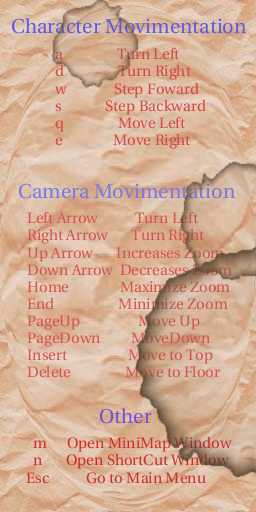 Character Movimentation
a Turn Left
d Turn Right
w Step Foward
s Step Backward
q Move Left
e Move Right
Camera Movimentation
Left Arrow Turn Left
Right Arrow Turn Right
Up Arrow Increases Zoom
Down Arrow Decreases Zoom
Home Maximize Zoom
End Minimize Zoom
PageUp Move Up
PageDown MoveDown
Insert Move to Top
Delete Move to Floor
Other
m Open MiniMap Window
n Open ShortCut Window
Esc Go to Main Menu